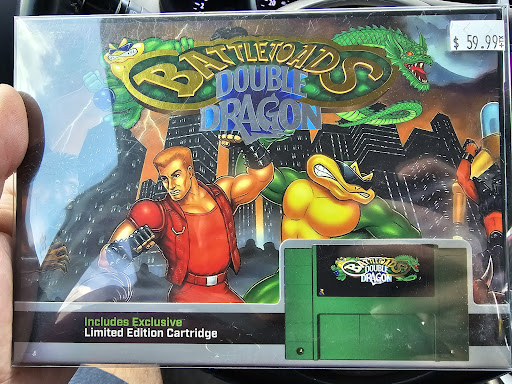 $ 59.99
BATTLETOADS
DOUBLE
DRAGON
BATTLETOADS
DOUBLE
DRAGON
Includes Exclusive
Limited Edition Cartridge